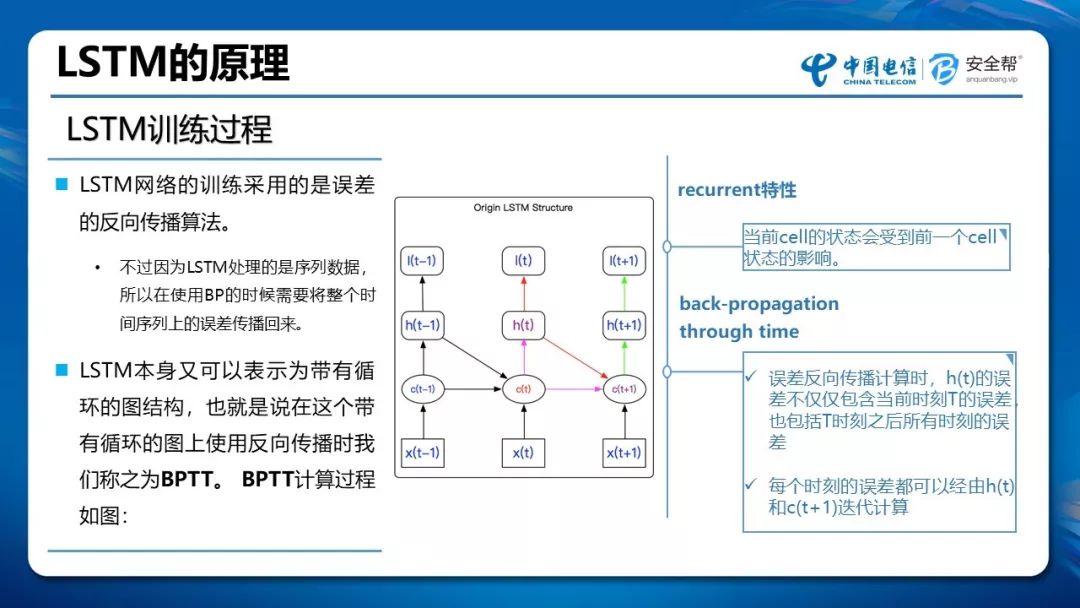 LSTM的原理
中国电信
CHINA TELECOM
安全帮®
anquanbang.vip
LSTM训练过程
■ LSTM网络的训练采用的是误差
的反向传播算法。
• 不过因为LSTM处理的是序列数据，
所以在使用BP的时候需要将整个时
间序列上的误差传播回来。
■ LSTM本身又可以表示为带有循
环的图结构，也就是说在这个带
有循环的图上使用反向传播时我
们称之为BPTT。 BPTT计算过程
如图：
Origin LSTM Structure
l(t−1) l(t) l(t+1)
h(t−1) h(t) h(t+1)
c(t−1) c(t) c(t+1)
x(t−1) x(t) x(t+1)
recurrent特性
当前cell的状态会受到前一个cell
状态的影响。
back-propagation
through time
✓ 误差反向传播计算时，h(t)的误
差不仅仅包含当前时刻T的误差，
也包括T时刻之后所有时刻的误
差
✓ 每个时刻的误差都可以经由h(t)
和c(t+1)迭代计算